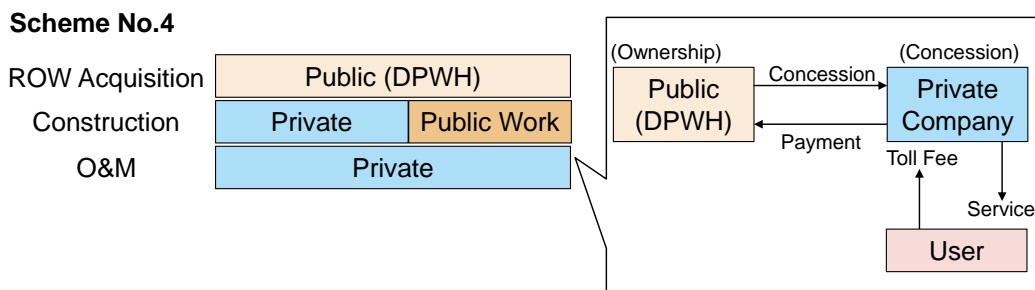 Scheme No.4
ROW Acquisition
Public (DPWH)
Construction
Private
Public Work
O&M
Private
(Ownership)
(Concession)
Public
(DPWH)
Concession
Payment
Private
Company
Toll Fee
Service
User